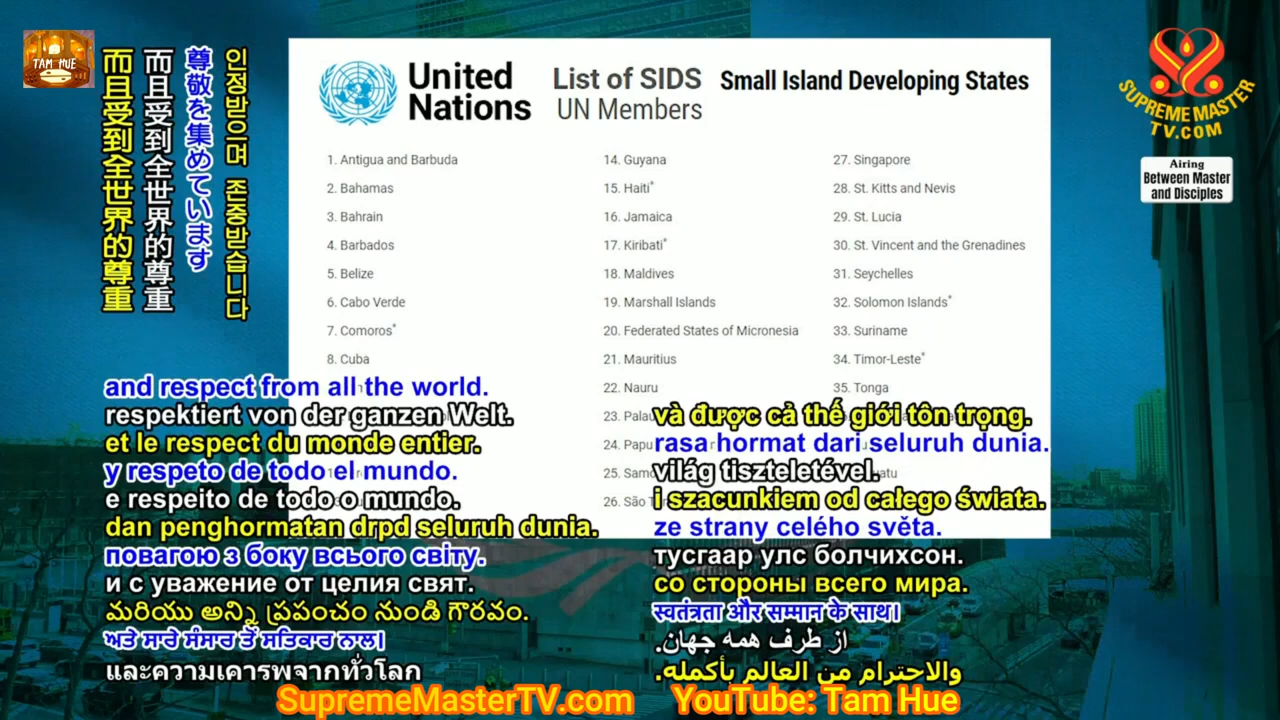 TAM HUE
United
Nations
List of SIDS
UN Members
Small Island Developing States
1. Antigua and Barbuda
2. Bahamas
3. Bahrain
4. Barbados
5. Belize
6. Cabo Verde
7. Comoros*
8. Cuba
14. Guyana
15. Haiti*
16. Jamaica
17. Kiribati*
18. Maldives
19. Marshall Islands
20. Federated States of Micronesia
21. Mauritius
22. Nauru
23. Palau
24. Papu
25. Samo
26. São
27. Singapore
28. St. Kitts and Nevis
29. St. Lucia
30. St. Vincent and the Grenadines
31. Seychelles
32. Solomon Islands*
33. Suriname
34. Timor-Leste*
35. Tonga
SUPREME MASTER
TV.COM
Airing
Between Master
and Disciples
而且受到全世界的尊重
而且受到全世界的尊重
尊敬を集めています
인정받으며 존중받습니다
and respect from all the world.
respektiert von der ganzen Welt.
et le respect du monde entier.
y respeto de todo el mundo.
e respeito de todo o mundo.
dan penghormatan drpd seluruh dunia.
повагою з боку всього світу.
и с уважение от целия свят.
మరియు అన్ని ప్రపంచం నుండి గౌరవం.
ਅਤੇ ਸਾਰੇ ਸੰਸਾਰ ਤੋਂ ਸਤਿਕਾਰ ਨਾਲ।
และความเคารพจากทั่วโลก
và được cả thế giới tôn trọng.
rasa hormat dari seluruh dunia.
világ tiszteletével.
i szacunkiem od całego świata.
ze strany celého světa.
тусгаар улс болчихсон.
со стороны всего мира.
स्वतंत्रता और सम्मान के साथ।
از طرف همه جهان.
والاحترام من العالم بأكمله.
SupremeMasterTV.com
YouTube: Tam Hue